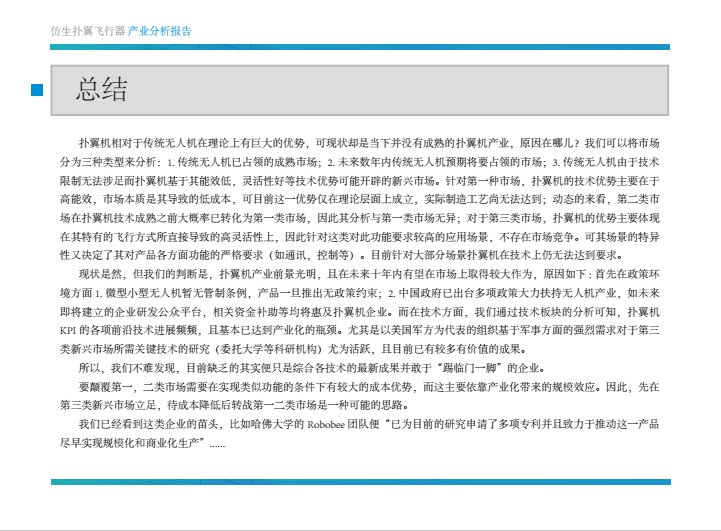 仿生扑翼飞行器 产业分析报告
总结
扑翼机相对于传统无人机在理论上有巨大的优势，可现状却是当下并没有成熟的扑翼机产业，原因在哪儿？我们可以将市场
分为三种类型来分析：1. 传统无人机已占领的成熟市场；2. 未来数年内传统无人机预期将要占领的市场；3. 传统无人机由于技术
限制无法涉足而扑翼机基于其能效低，灵活性好等技术优势可能开辟的新兴市场。针对第一种市场，扑翼机的技术优势主要在于
高能效，市场本质是其导致的低成本，可目前这一优势仅在理论层面上成立，实际制造工艺尚无法达到；动态的来看，第二类市
场在扑翼机技术成熟之前大概率已转化为第一类市场，因此其分析与第一类市场无异；对于第三类市场，扑翼机的优势主要体现
在其特有的飞行方式所直接导致的高灵活性上，因此针对这类对此功能要求较高的应用场景，不存在市场竞争。可其场景的特异
性又决定了其对产品各方面功能的严格要求（如通讯，控制等）。目前针对大部分场景扑翼机在技术上仍无法达到要求。
现状是然，但我们的判断是，扑翼机产业前景光明，且在未来十年内有望在市场上取得较大作为，原因如下：首先在政策环
境方面 1. 微型小型无人机暂无管制条例，产品一旦推出无政策约束；2. 中国政府已出台多项政策大力扶持无人机产业，如未来
即将建立的企业研发公众平台，相关资金补助等均将惠及扑翼机企业。而在技术方面，我们通过技术板块的分析可知，扑翼机
KPI 的各项前沿技术进展频频，且基本已达到产业化的瓶颈。尤其是以美国军方为代表的组织基于军事方面的强烈需求对于第三
类新兴市场所需关键技术的研究（委托大学等科研机构）尤为活跃，且目前已有较多有价值的成果。
所以，我们不难发现，目前缺乏的其实便只是综合各技术的最新成果并敢于“踢临门一脚”的企业。
要颠覆第一，二类市场需要在实现类似功能的条件下有较大的成本优势，而这主要依靠产业化带来的规模效应。因此，先在
第三类新兴市场立足，待成本降低后转战第一二类市场是一种可能的思路。
我们已经看到这类企业的苗头，比如哈佛大学的 Robobee 团队便“已为目前的研究申请了多项专利并且致力于推动这一产品
尽早实现规模化和商业化生产”......